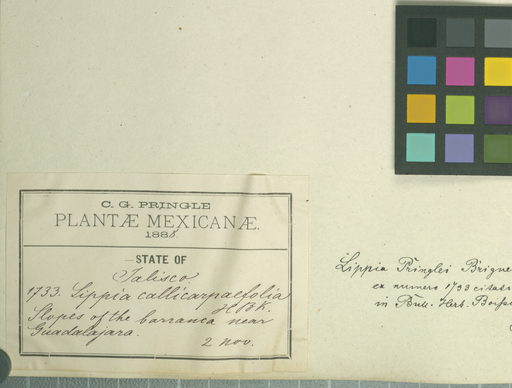 C. G. PRINGLE
PLANTÆ MEXICANÆ.
1888.
STATE OF
Jalisco
1733. Lippia callicarpaefolia
HBK.
Slopes of the barranca near
Guadalajara.
2 nov.
Lippia Pringlei Brique
ex numero 1733 citato
in Bull. Herb. Boiss